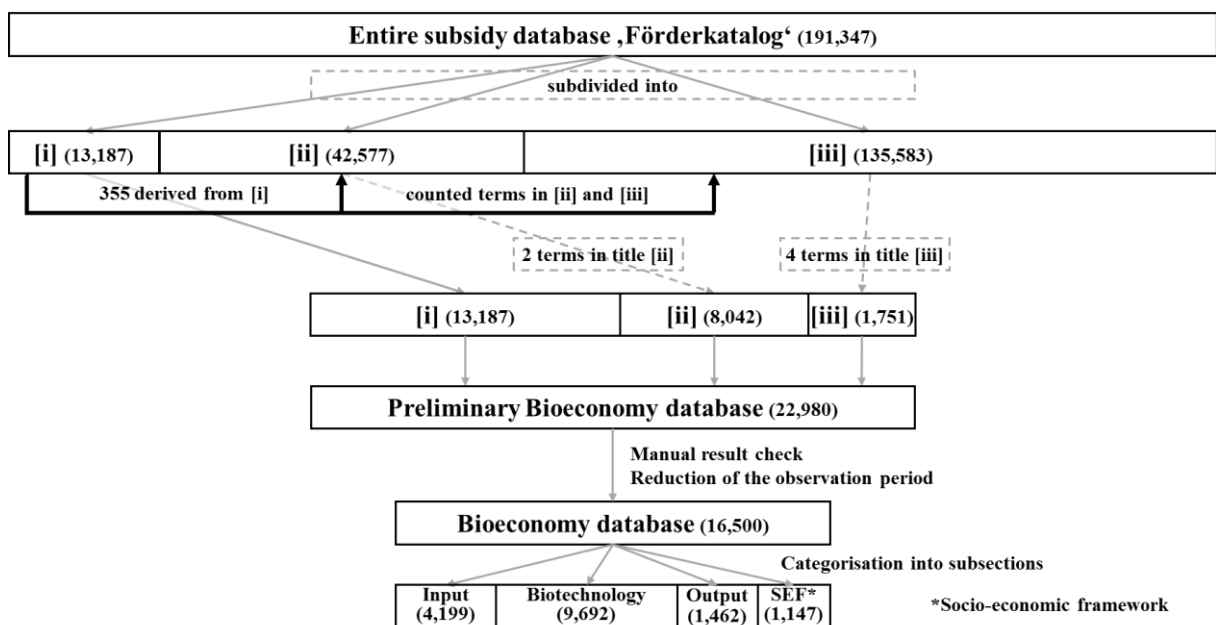 Entire subsidy database ‚Förderkatalog‘ (191,347)
subdivided into
[i] (13,187) [ii] (42,577) [iii] (135,583)
355 derived from [i] counted terms in [ii] and [iii]
2 terms in title [ii] 4 terms in title [iii]
[i] (13,187) [ii] (8,042) [iii] (1,751)
Preliminary Bioeconomy database (22,980)
Manual result check
Reduction of the observation period
Bioeconomy database (16,500)
Categorisation into subsections
Input Biotechnology Output SEF*
(4,199) (9,692) (1,462) (1,147)
*Socio-economic framework